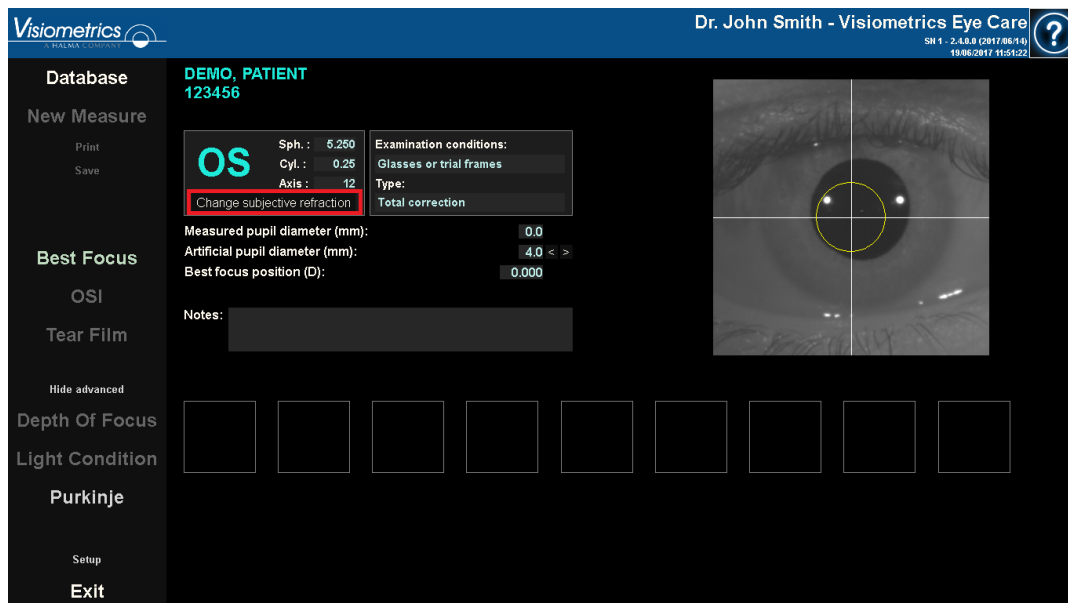 Visiometrics
A HALMA COMPANY
Dr. John Smith - Visiometrics Eye Care
SN 1 - 2.4.0.0 (2017/06/14)
19/06/2017 11:51:22
?
Database
New Measure
Print
Save
Best Focus
OSI
Tear Film
Hide advanced
Depth Of Focus
Light Condition
Purkinje
Setup
Exit
DEMO, PATIENT
123456
OS
Sph. : 5.250
Cyl. : 0.25
Axis : 12
Change subjective refraction
Examination conditions:
Glasses or trial frames
Type:
Total correction
Measured pupil diameter (mm): 0.0
Artificial pupil diameter (mm): 4.0 < >
Best focus position (D): 0.000
Notes: